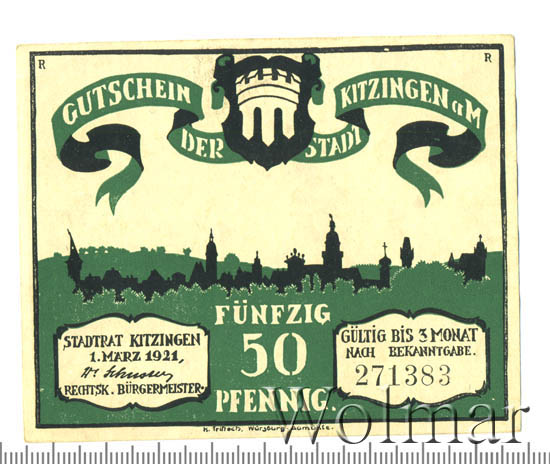 R R
GUTSCHEIN
DER STADT
KITZINGEN a M
FÜNFZIG
50
PFENNIG.
STADTRAT KITZINGEN
1. MÄRZ 1921,
RECHTSK. BÜRGERMEISTER.
GÜLTIG BIS 3 MONAT
NACH BEKANNTGABE.
271383
Würzburg
Wolmar